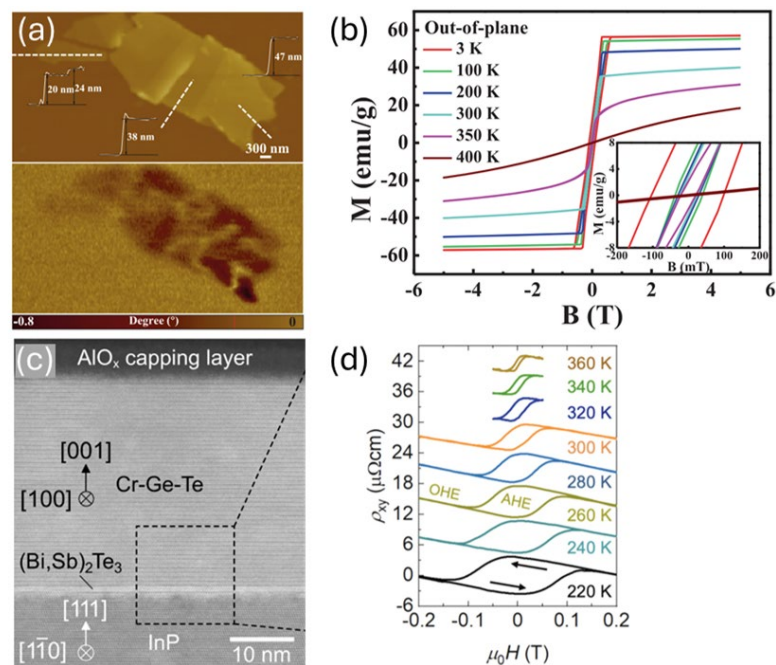 (a)
47 nm
20 nm
24 nm
38 nm
300 nm
-0.8
Degree (°)
0
(b)
Out-of-plane
3 K
100 K
200 K
300 K
350 K
400 K
M (emu/g)
60
40
20
0
-20
-40
-60
-6
-4
-2
0
2
4
6
B (T)
M (emu/g)
8
4
0
-4
-8
-200
-100
0
100
200
B (mT)
(c)
AlOₓ capping layer
[001]
[100]
Cr-Ge-Te
(Bi,Sb)₂Te₃
[111]
[11̅0]
InP
10 nm
(d)
ρxy (μΩcm)
42
36
30
24
18
12
6
0
-6
360 K
340 K
320 K
300 K
280 K
OHE
AHE
260 K
240 K
220 K
-0.2
-0.1
0
0.1
0.2
μ₀H (T)